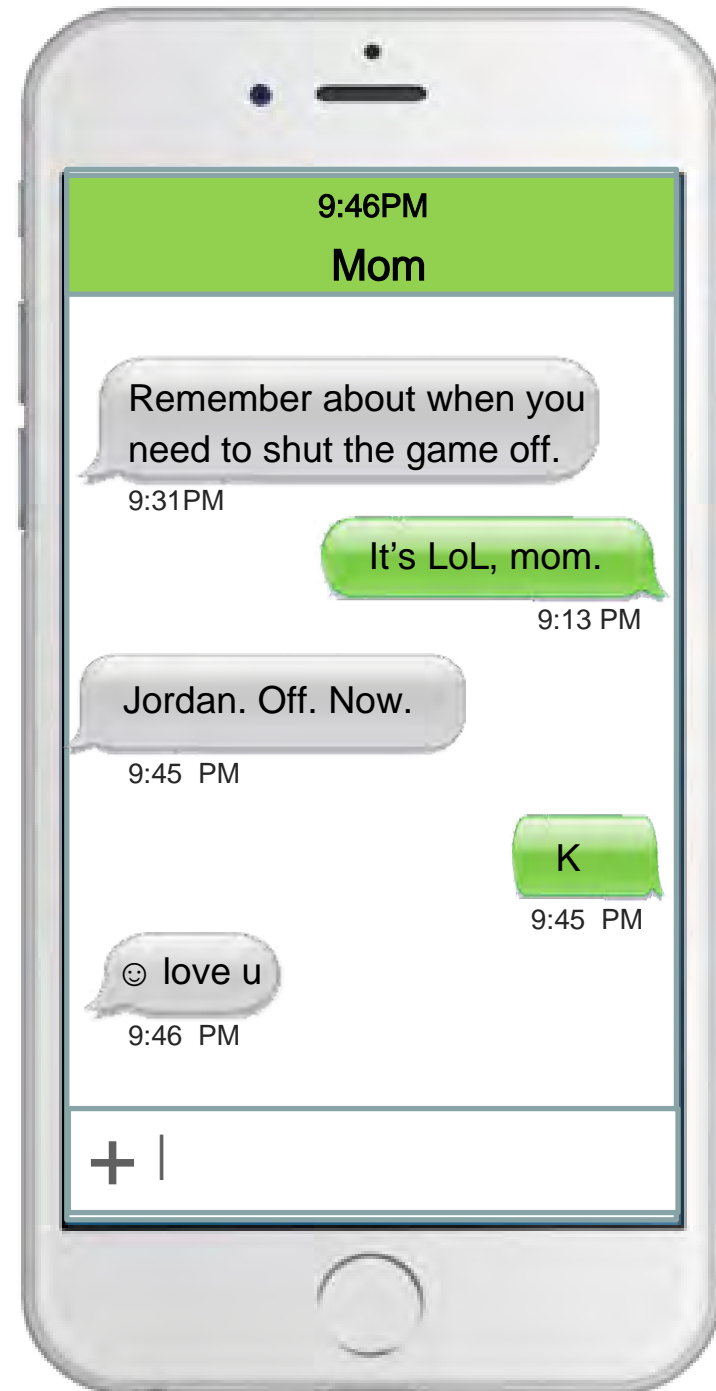 9:46PM
Mom
Remember about when you
need to shut the game off.
9:31PM
It’s LoL, mom.
9:13 PM
Jordan. Off. Now.
9:45 PM
K
9:45 PM
☺ love u
9:46 PM
+